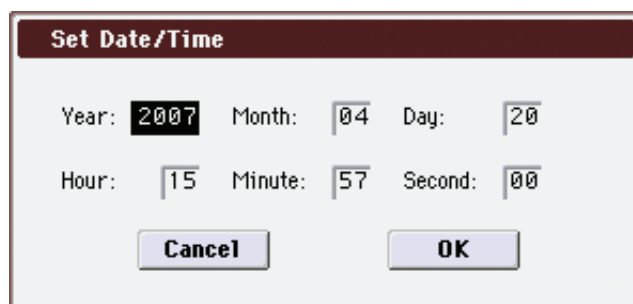 Set Date/Time
Year: 2007 Month: 04 Day: 20
Hour: 15 Minute: 57 Second: 00
Cancel OK